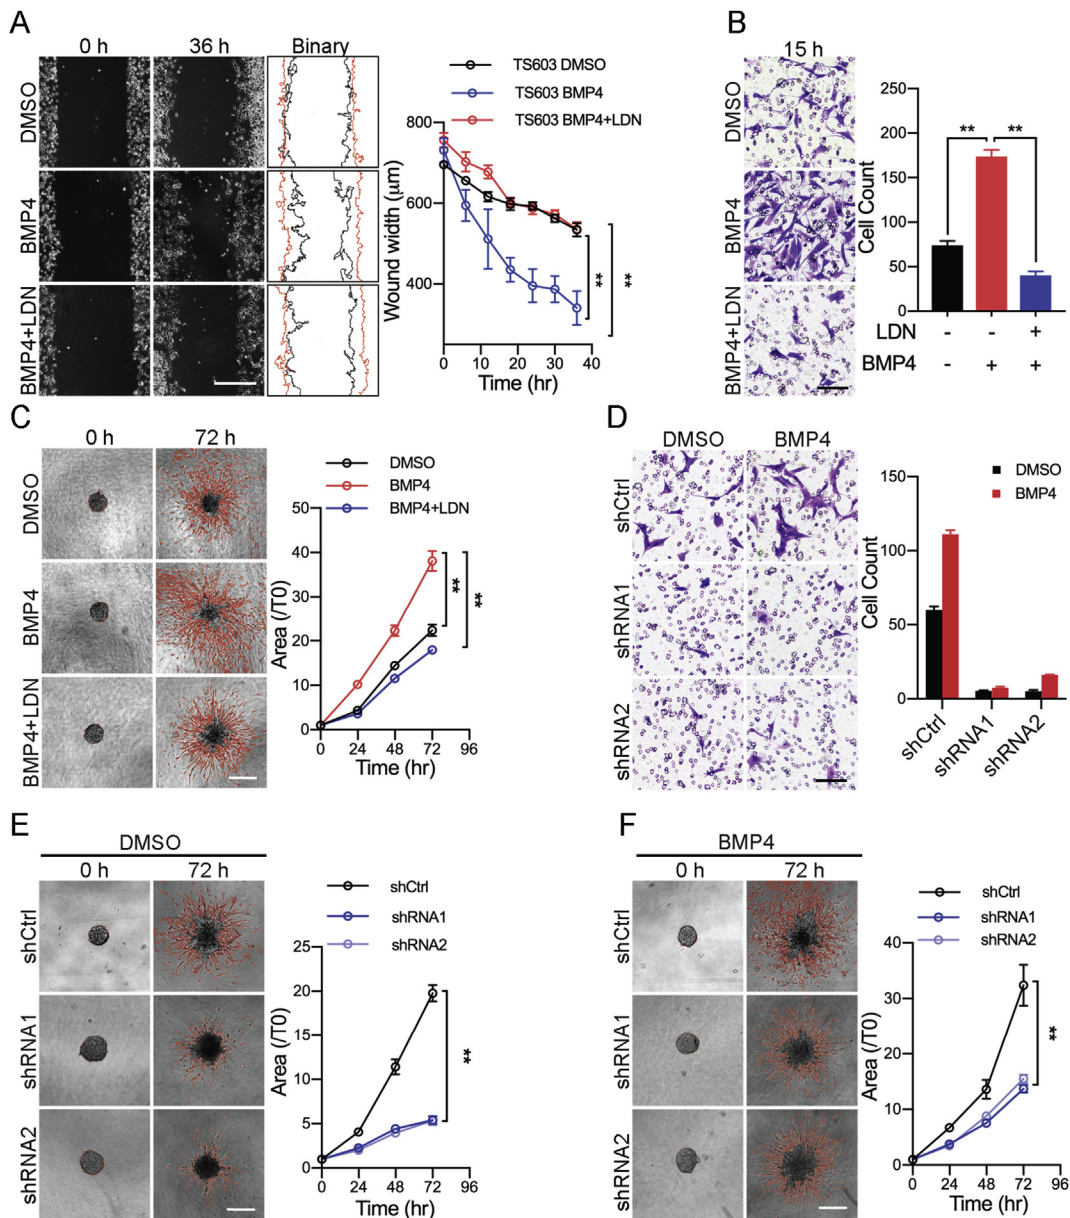 A
0 h 36 h Binary
DMSO
BMP4
BMP4+LDN
TS603 DMSO
TS603 BMP4
TS603 BMP4+LDN
Wound width (μm)
800
600
400
**
**
0 10 20 30 40
Time (hr)
B
15 h
DMSO
BMP4
BMP4+LDN
Cell Count
250
200
150
100
50
0
** **
LDN - - +
BMP4 - + +
C
0 h 72 h
DMSO
BMP4
BMP4+LDN
DMSO
BMP4
BMP4+LDN
Area (/T0)
50
40
30
20
10
0
**
**
0 24 48 72 96
Time (hr)
D
DMSO BMP4
shCtrl
shRNA1
shRNA2
DMSO
BMP4
Cell Count
150
100
50
0
shCtrl
shRNA1
shRNA2
E
DMSO
0 h 72 h
shCtrl
shRNA1
shRNA2
shCtrl
shRNA1
shRNA2
Area (/T0)
25
20
15
10
5
0
**
0 24 48 72 96
Time (hr)
F
BMP4
0 h 72 h
shCtrl
shRNA1
shRNA2
shCtrl
shRNA1
shRNA2
Area (/T0)
40
30
20
10
0
**
0 24 48 72 96
Time (hr)